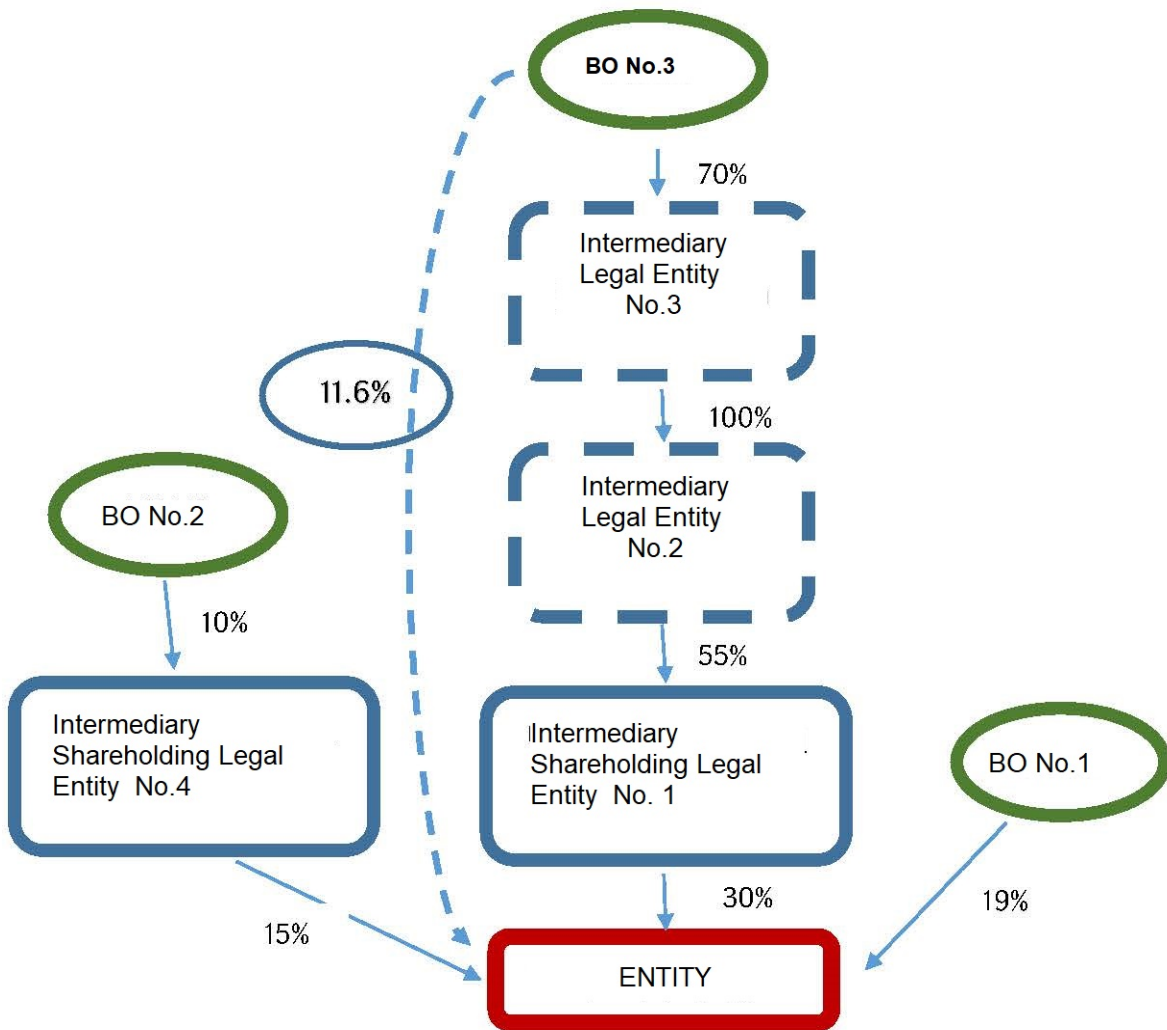 BO No.3
70%
Intermediary
Legal Entity
No.3
11.6%
100%
BO No.2
Intermediary
Legal Entity
No.2
10%
55%
Intermediary
Shareholding Legal
Entity No.4
Intermediary
Shareholding Legal
Entity No. 1
BO No.1
15%
30%
19%
ENTITY